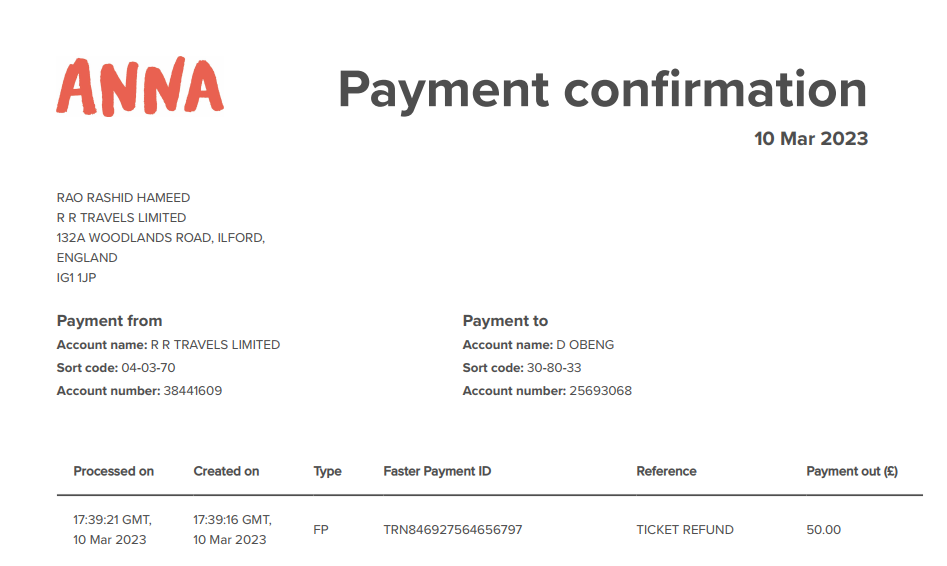 ANNA
Payment confirmation
10 Mar 2023
RAO RASHID HAMEED
R R TRAVELS LIMITED
132A WOODLANDS ROAD, ILFORD,
ENGLAND
IG1 1JP
Payment from
Account name: R R TRAVELS LIMITED
Sort code: 04-03-70
Account number: 38441609
Payment to
Account name: D OBENG
Sort code: 30-80-33
Account number: 25693068
Processed on Created on Type Faster Payment ID Reference Payment out (£)
17:39:21 GMT, 17:39:16 GMT,
10 Mar 2023 10 Mar 2023 FP TRN846927564656797 TICKET REFUND 50.00